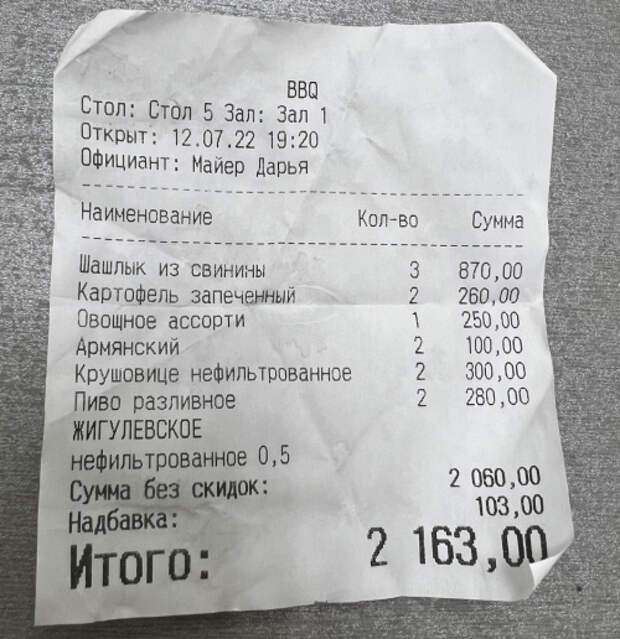 BBQ
Стол: Стол 5 Зал: Зал 1
Открыт: 12.07.22 19:20
Официант: Майер Дарья
Наименование Кол-во Сумма
Шашлык из свинины 3 870,00
Картофель запеченный 2 260,00
Овощное ассорти 1 250,00
Армянский 2 100,00
Крушовице нефильтрованное 2 300,00
Пиво разливное 2 280,00
ЖИГУЛЕВСКОЕ
нефильтрованное 0,5
Сумма без скидок: 2 060,00
Надбавка: 103,00
Итого: 2 163,00